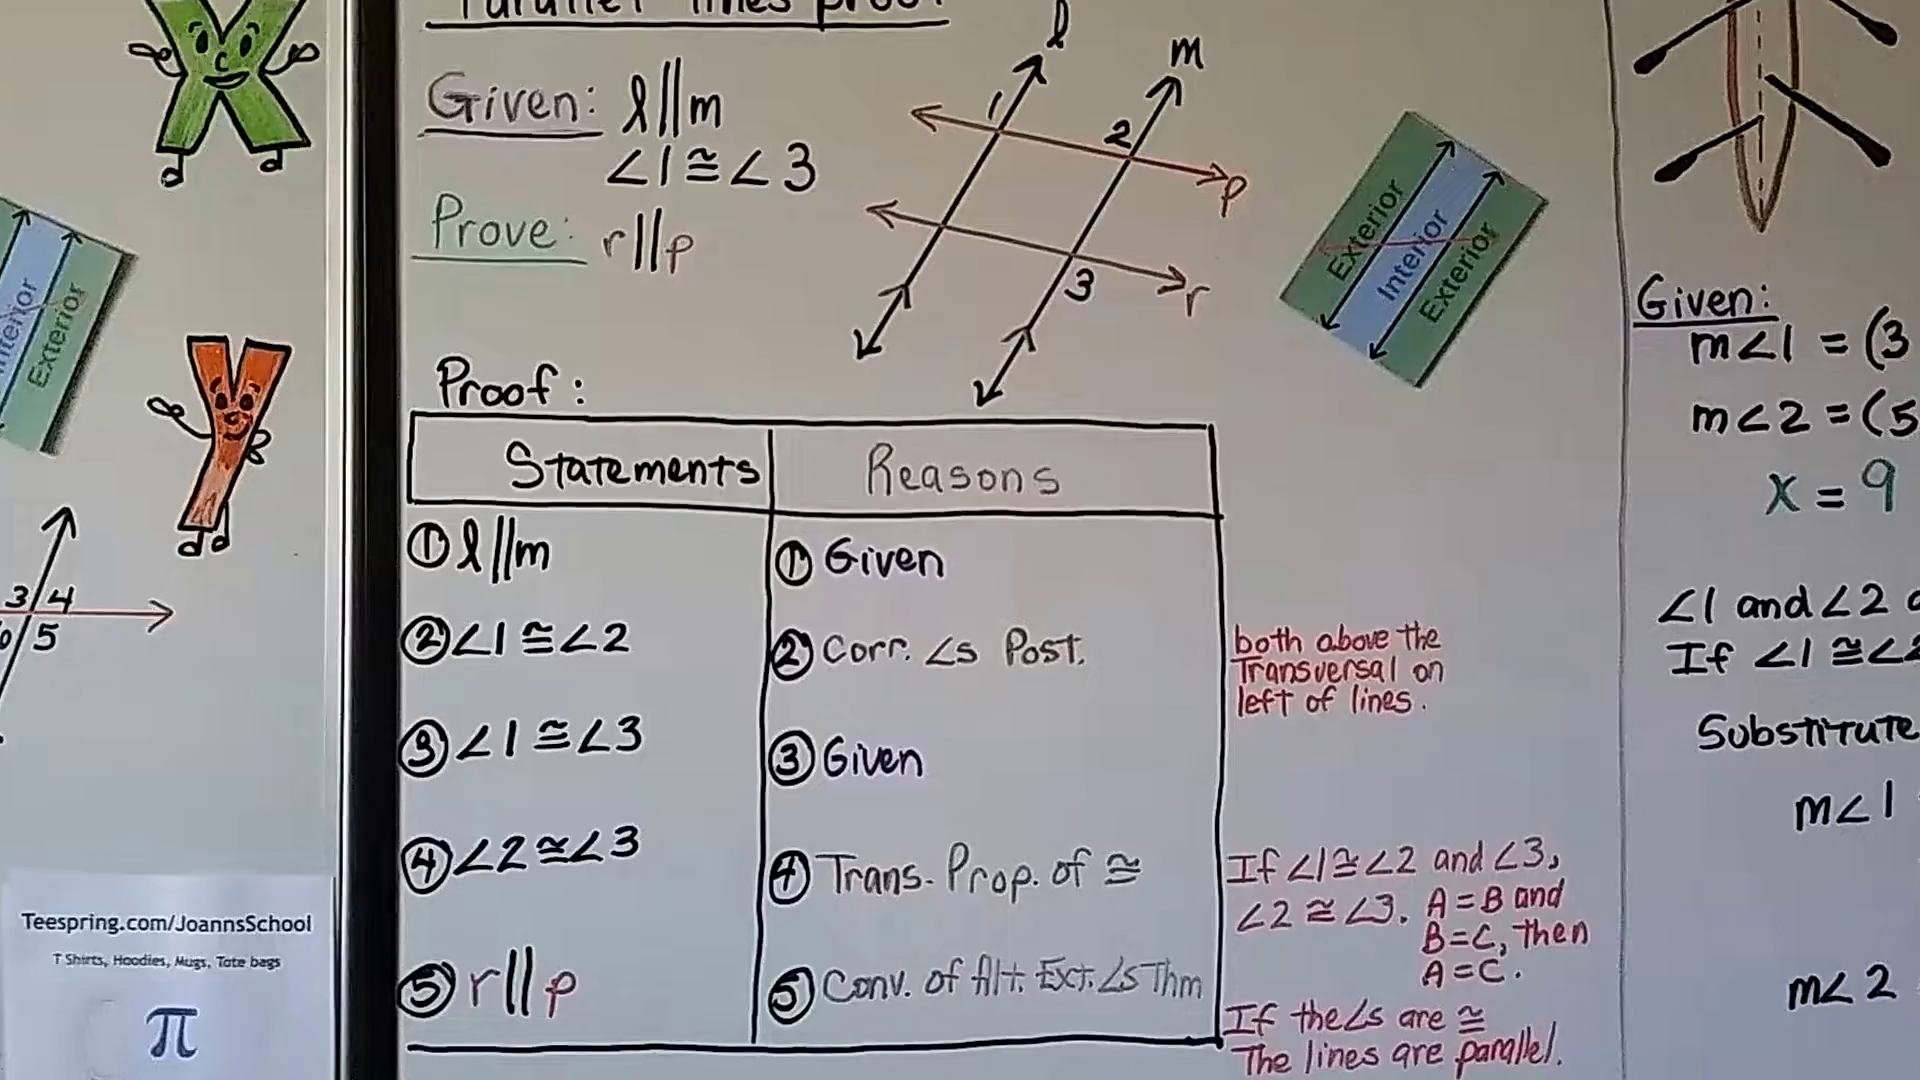 Parallel lines proof
Given: l||m
∠1≅∠3
Prove: r||p
l
m
1
2
p
3
r
Exterior
Interior
Exterior
Proof:
Statements
Reasons
① l||m
① Given
② ∠1≅∠2
② Corr. ∠s Post.
both above the
Transversal on
left of lines.
③ ∠1≅∠3
③ Given
④ ∠2≅∠3
④ Trans. Prop. of ≅
If ∠1≅∠2 and ∠3,
∠2≅∠3. A=B and
B=C, then
A=C.
⑤ r||p
⑤ Conv. of Alt. Ext. ∠s Thm
If the ∠s are ≅
The lines are parallel.
Interior
Exterior
3 4
5
Teespring.com/JoannsSchool
T Shirts, Hoodies, Mugs, Tote bags
π
Given:
m∠1 = (3
m∠2 = (5
x = 9
∠1 and ∠2
If ∠1≅∠2
Substitute
m∠1
m∠2